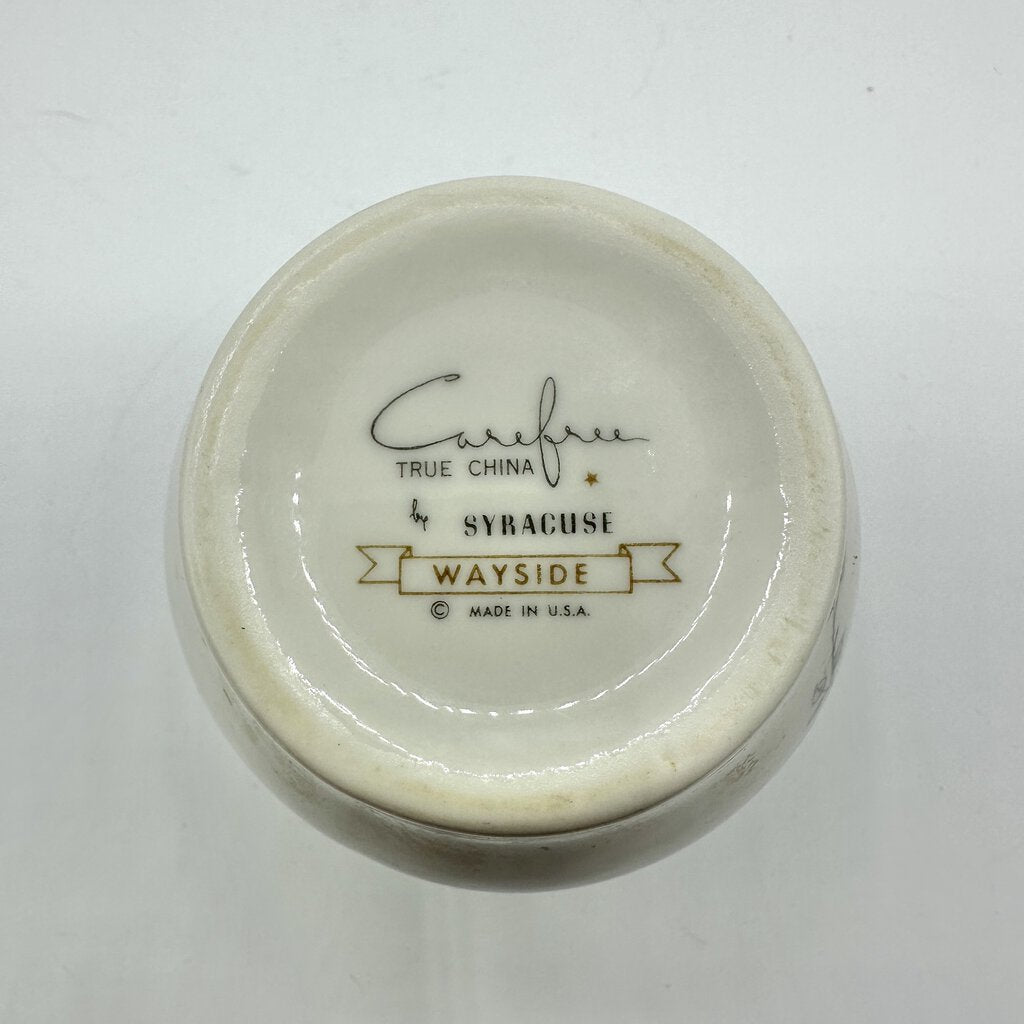 Carefree
TRUE CHINA
by SYRACUSE
WAYSIDE
© MADE IN U.S.A.